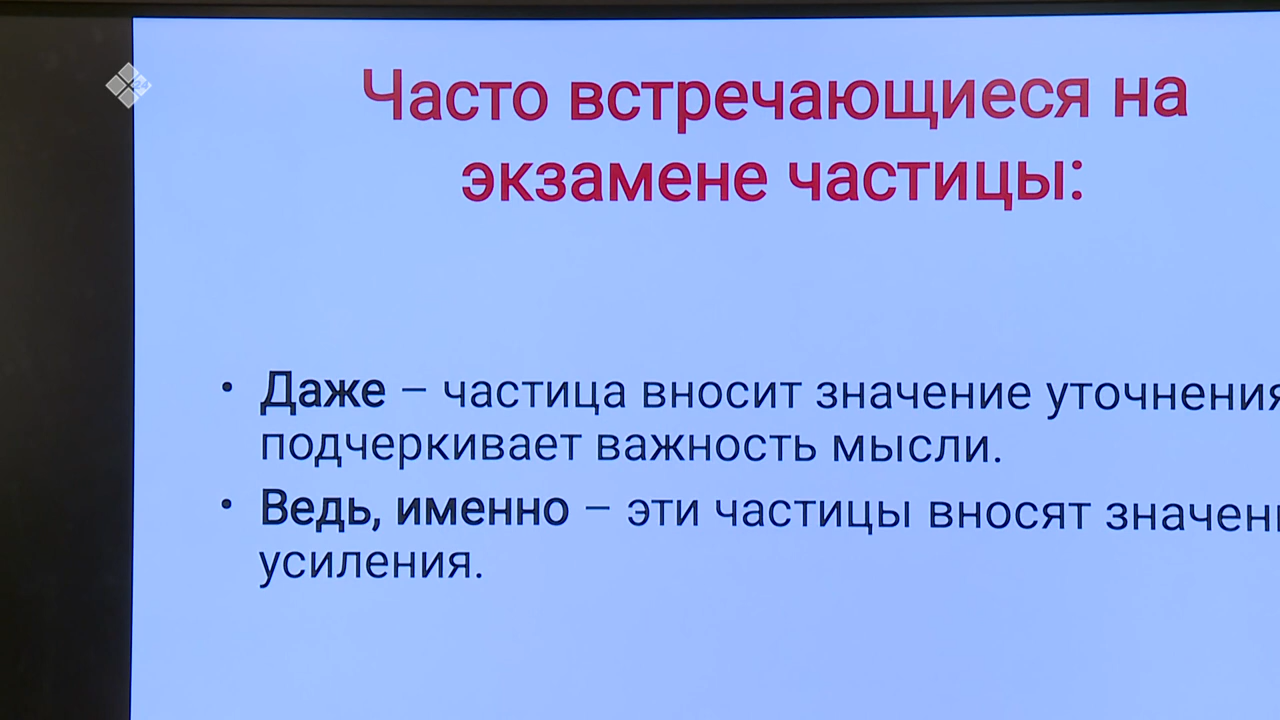 Часто встречающиеся на
экзамене частицы:
• Даже – частица вносит значение уточнения
подчеркивает важность мысли.
• Ведь, именно – эти частицы вносят
усиления.